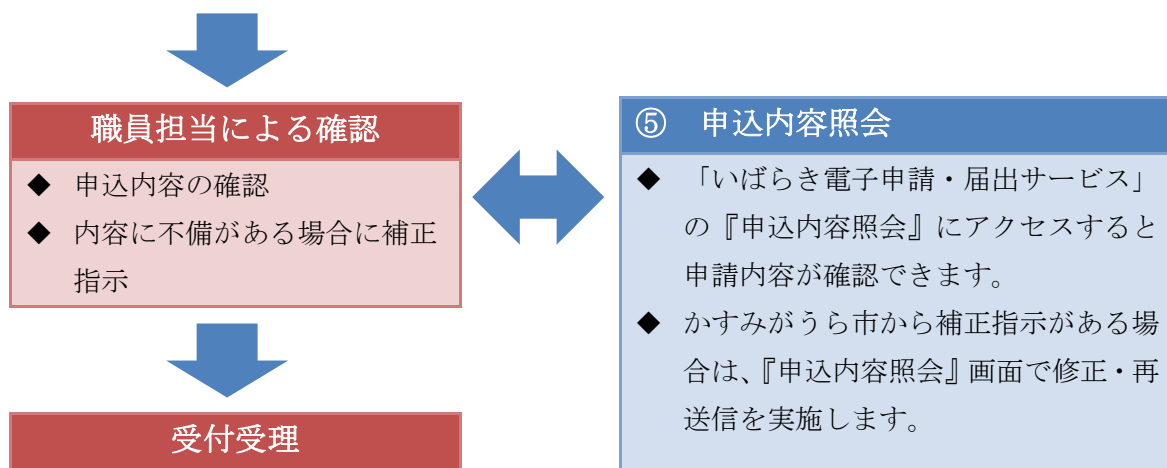 職員担当による確認
◆ 申込内容の確認
◆ 内容に不備がある場合に補正
指示
受付受理
⑤ 申込内容照会
◆ 「いばらき電子申請・届出サービス」
の『申込内容照会』にアクセスすると
申請内容が確認できます。
◆ かすみがうら市から補正指示がある場
合は、『申込内容照会』画面で修正・再
送信を実施します。